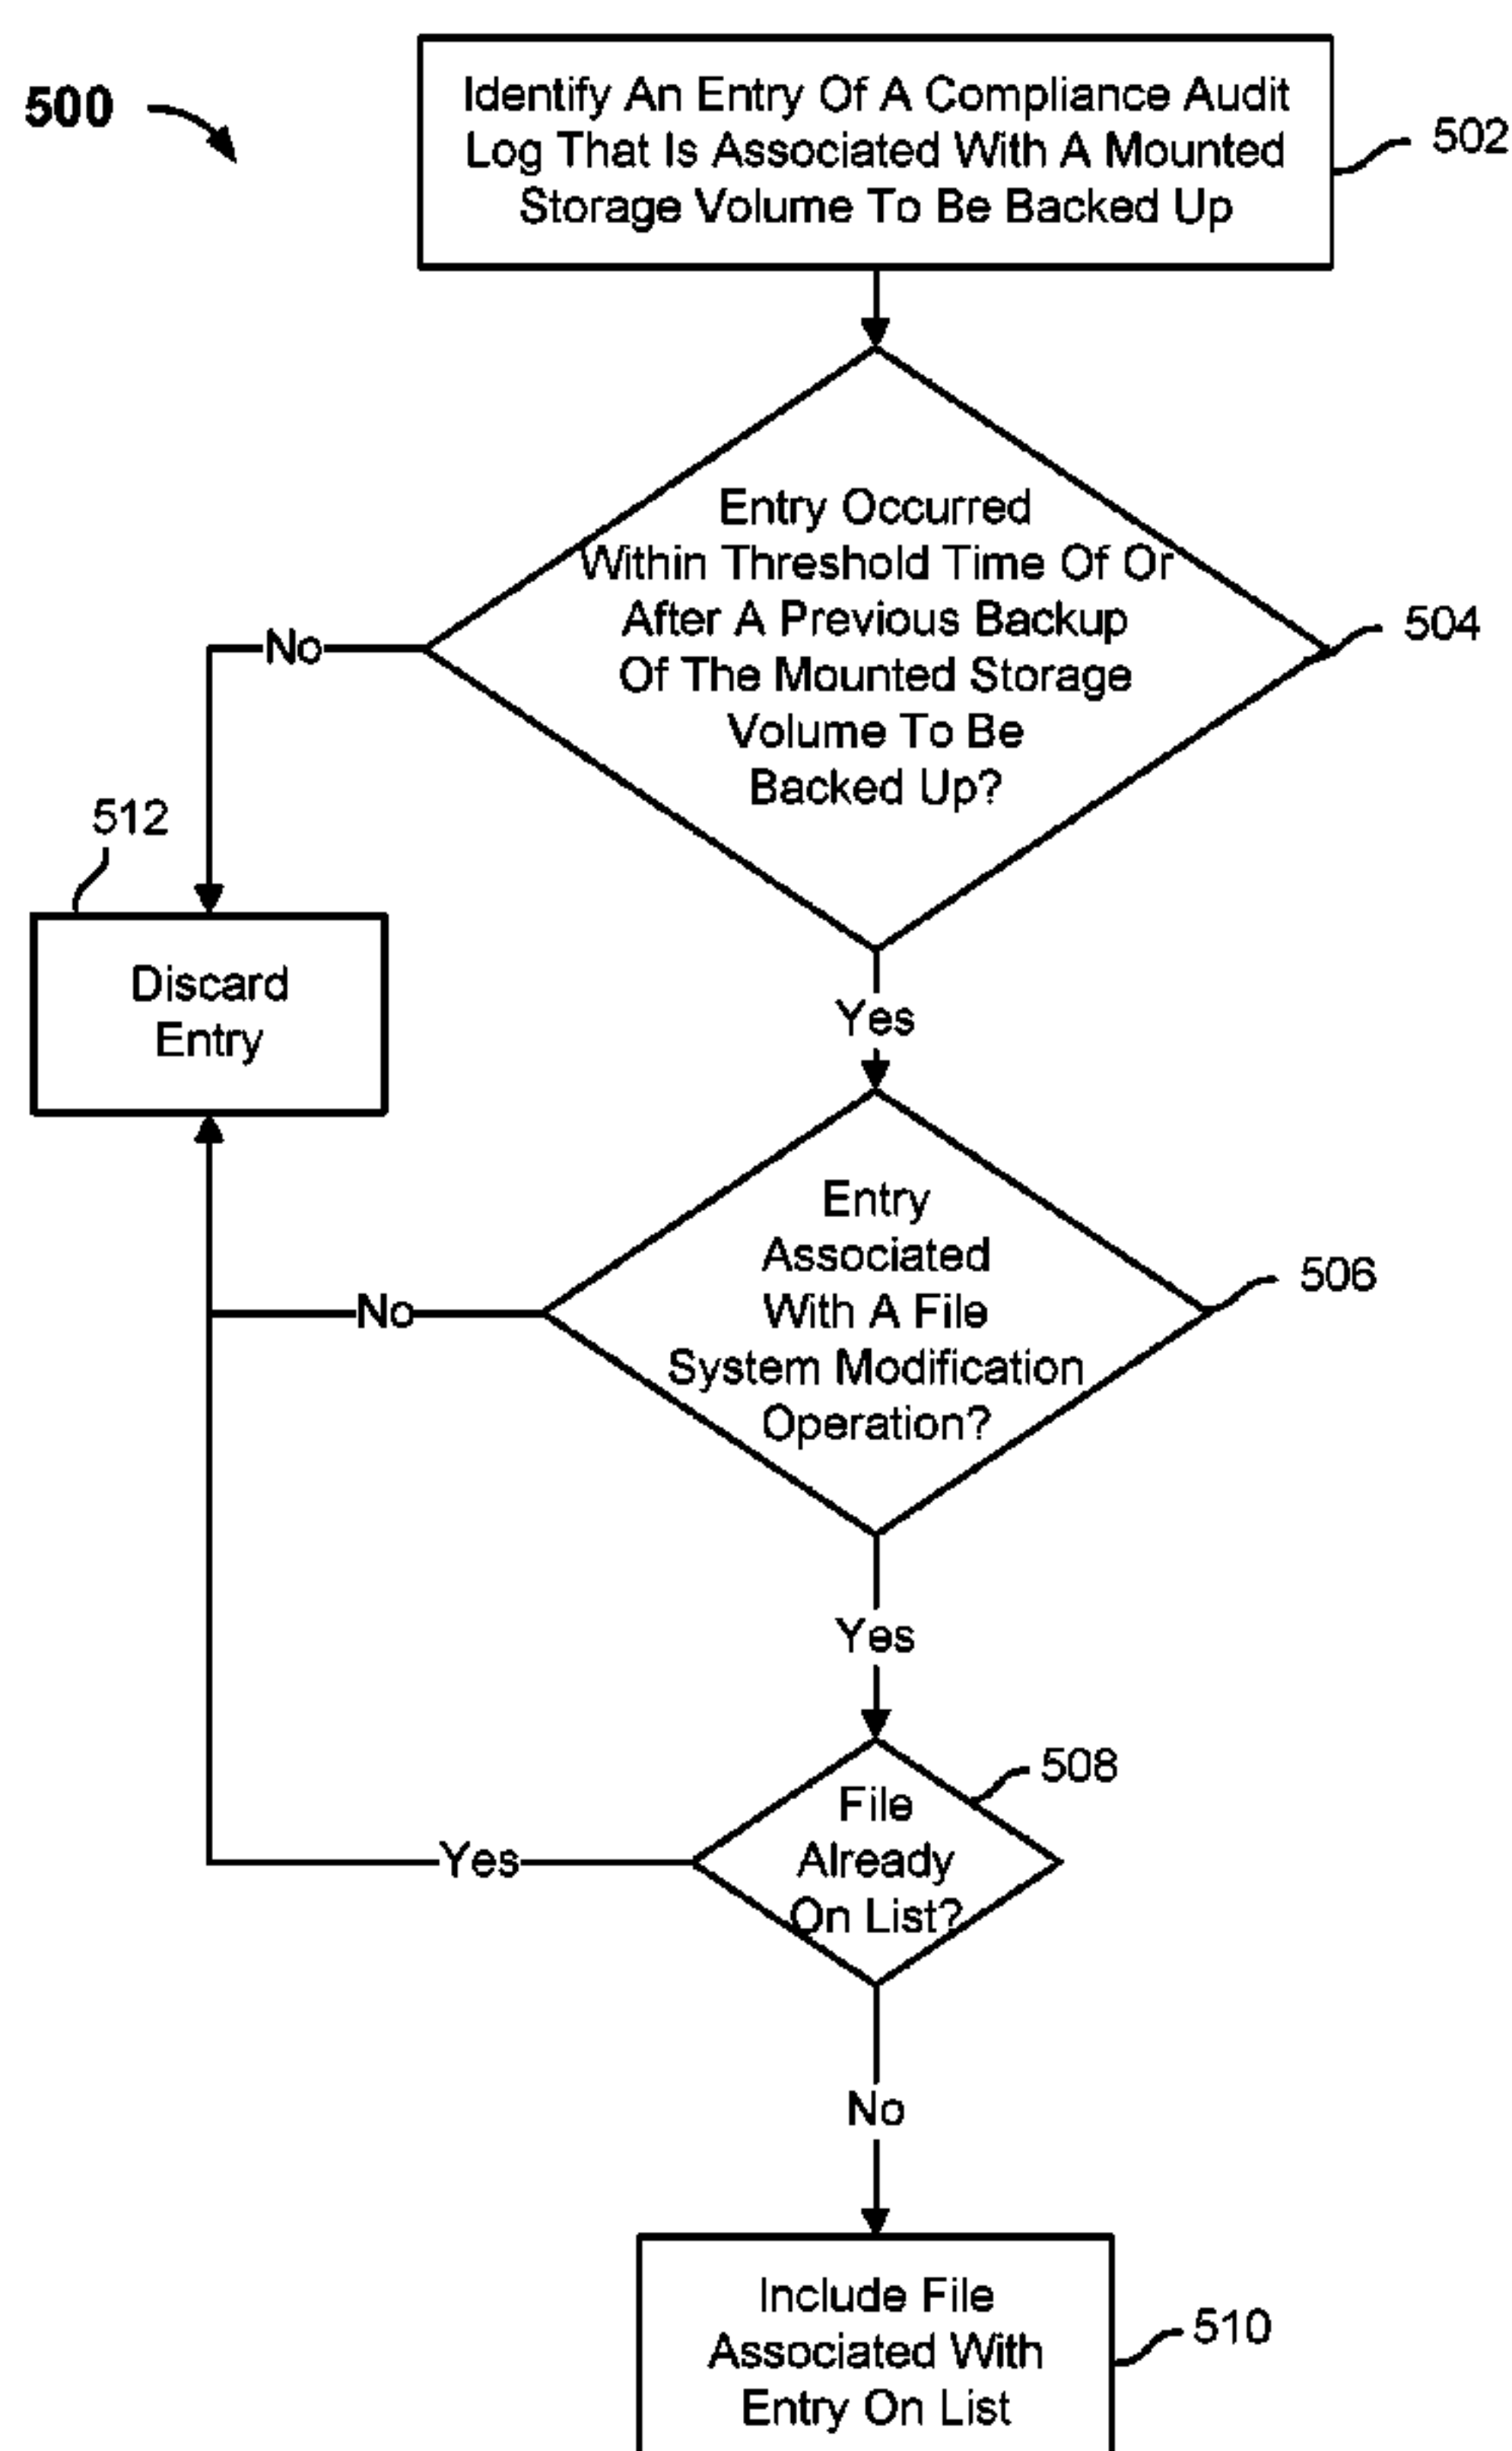 500
Identify An Entry Of A Compliance Audit
Log That Is Associated With A Mounted
Storage Volume To Be Backed Up
502
Entry Occurred
Within Threshold Time Of Or
After A Previous Backup
Of The Mounted Storage
Volume To Be
Backed Up?
504
No
512
Discard
Entry
Yes
Entry
Associated
With A File
System Modification
Operation?
506
No
Yes
508
File
Already
On List?
Yes
No
Include File
Associated With
Entry On List
510